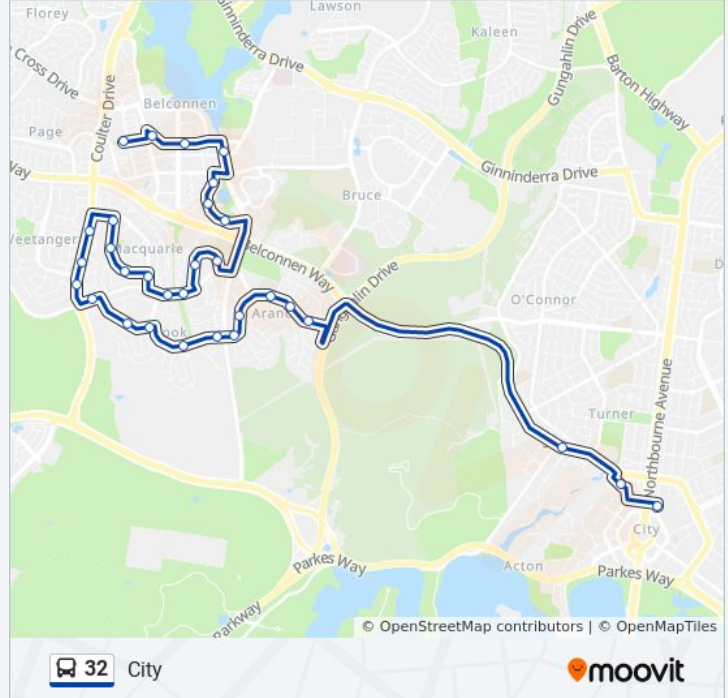 Lawson
Florey
Kaleen
Ginninderra Drive
Gungahlin Drive
Barton Highway
Cross Drive
Belconnen
Coulter Drive
Page
Way
Ginninderra Drive
Bruce
Weetangera
Macquarie
Belconnen Way
Gungahlin Drive
O'Connor
Aranda
Cook
Northbourne Avenue
Turner
City
Parkes Way
Acton
Parkes Way
Parkway
© OpenStreetMap contributors | © OpenMapTiles
32 City
moovit